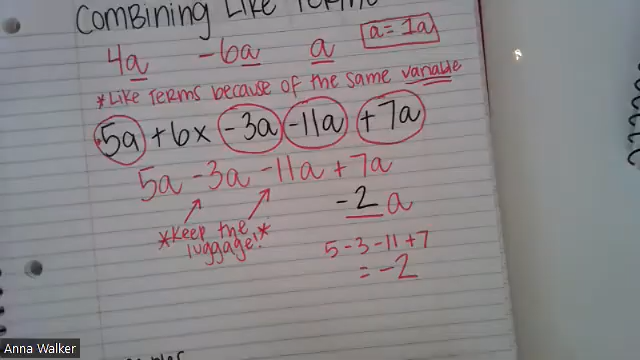 Combining Like Terms
4a -6a a a = 1a
*Like Terms because of the same variable
5a + 6x - 3a - 11a + 7a
5a - 3a - 11a + 7a
-2 a
*Keep the luggage!*
5 - 3 - 11 + 7
= -2
Anna Walker